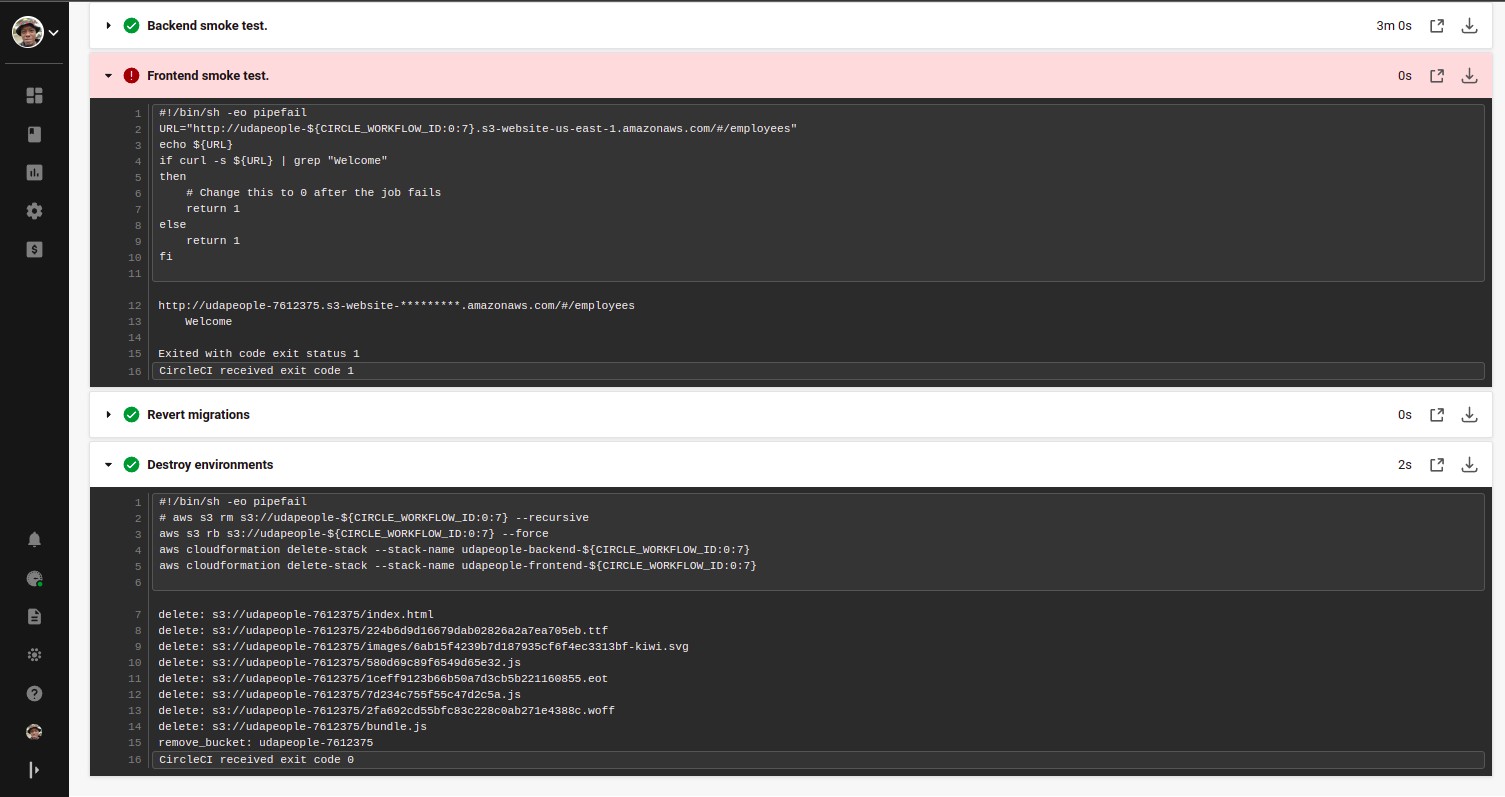 Backend smoke test.
3m 0s
Frontend smoke test.
0s
1 #!/bin/sh -eo pipefail
2 URL="http://udapeople-${CIRCLE_WORKFLOW_ID:0:7}.s3-website-us-east-1.amazonaws.com/#/employees"
3 echo ${URL}
4 if curl -s ${URL} | grep "Welcome"
5 then
6     # Change this to 0 after the job fails
7     return 1
8 else
9     return 1
10 fi
11
12 http://udapeople-7612375.s3-website-*********.amazonaws.com/#/employees
13     Welcome
14
15 Exited with code exit status 1
16 CircleCI received exit code 1
Revert migrations
0s
Destroy environments
2s
1 #!/bin/sh -eo pipefail
2 # aws s3 rm s3://udapeople-${CIRCLE_WORKFLOW_ID:0:7} --recursive
3 aws s3 rb s3://udapeople-${CIRCLE_WORKFLOW_ID:0:7} --force
4 aws cloudformation delete-stack --stack-name udapeople-backend-${CIRCLE_WORKFLOW_ID:0:7}
5 aws cloudformation delete-stack --stack-name udapeople-frontend-${CIRCLE_WORKFLOW_ID:0:7}
6
7 delete: s3://udapeople-7612375/index.html
8 delete: s3://udapeople-7612375/224b6d9d16679dab02826a2a7ea705eb.ttf
9 delete: s3://udapeople-7612375/images/6ab15f4239b7d187935cf6f4ec3313bf-kiwi.svg
10 delete: s3://udapeople-7612375/580d69c89f6549d65e32.js
11 delete: s3://udapeople-7612375/1ceff9123b66b50a7d3cb5b221160855.eot
12 delete: s3://udapeople-7612375/7d234c755f55c47d2c5a.js
13 delete: s3://udapeople-7612375/2fa692cd55bfc83c228c0ab271e4388c.woff
14 delete: s3://udapeople-7612375/bundle.js
15 remove_bucket: udapeople-7612375
16 CircleCI received exit code 0